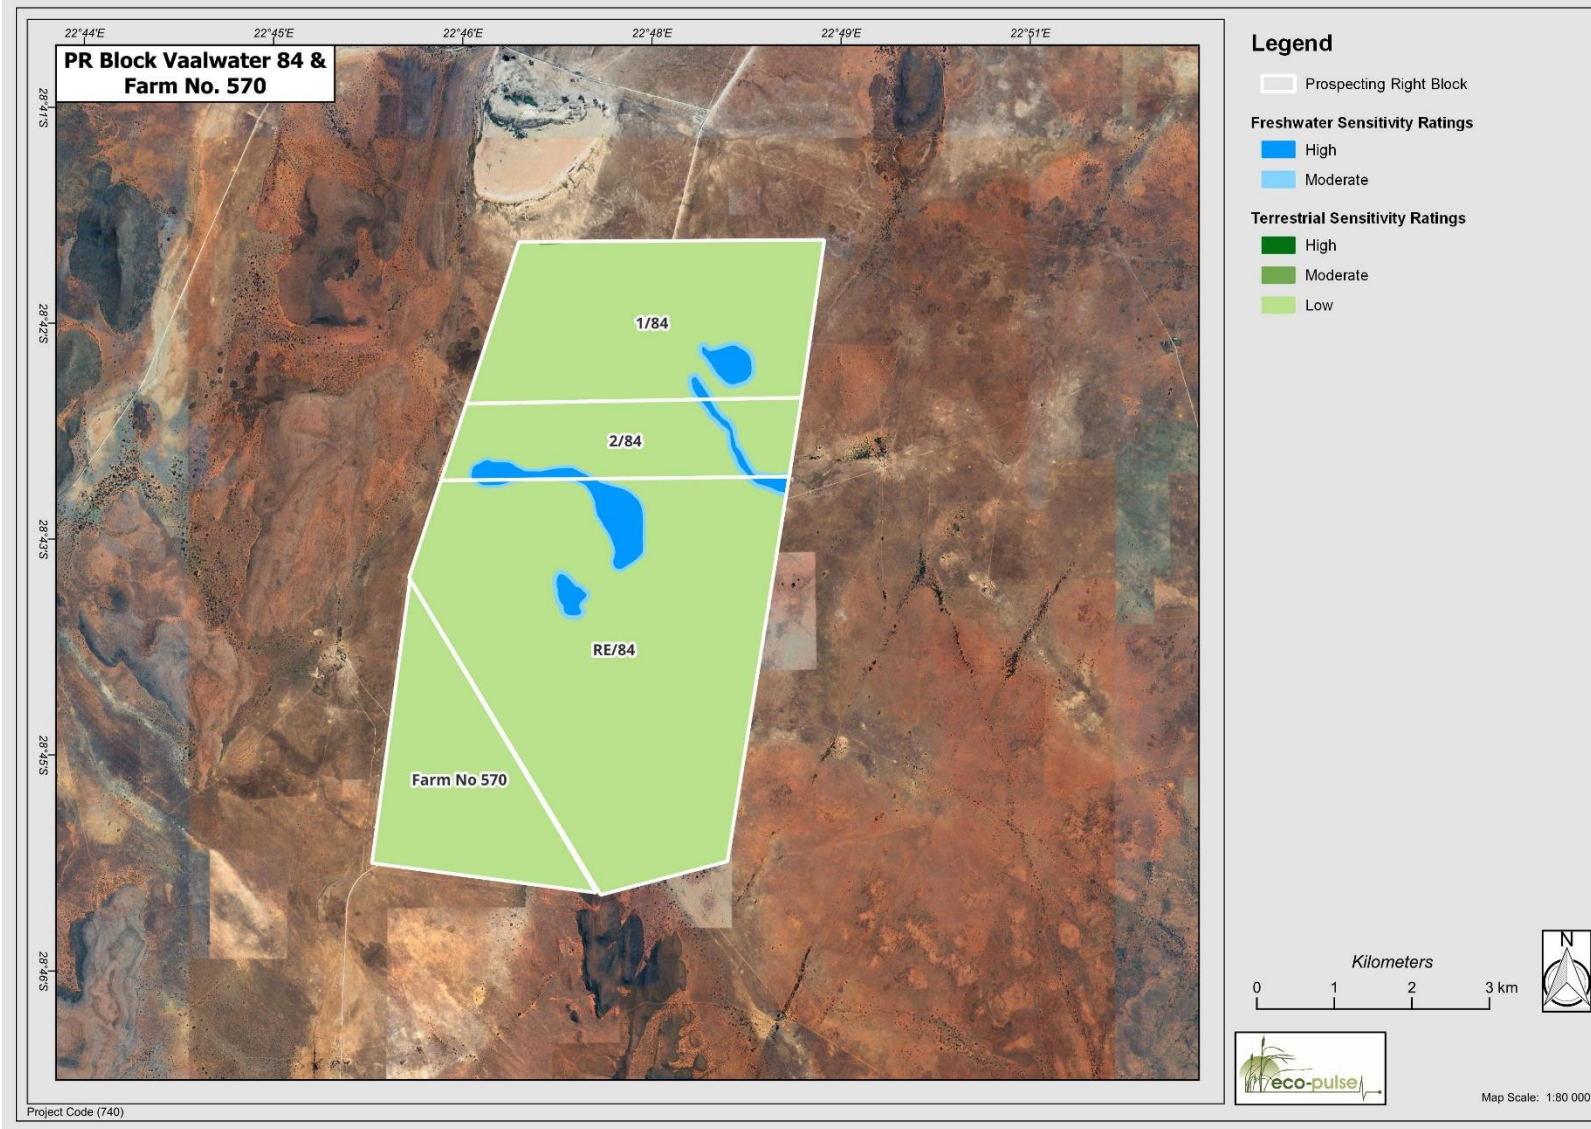 22°44'E 22°45'E 22°46'E 22°48'E 22°49'E 22°51'E
PR Block Vaalwater 84 &
Farm No. 570
28°41'S
28°42'S
28°43'S
28°45'S
28°46'S
1/84
2/84
RE/84
Farm No 570
Project Code (740)
Legend
Prospecting Right Block
Freshwater Sensitivity Ratings
High
Moderate
Terrestrial Sensitivity Ratings
High
Moderate
Low
Kilometers
0 1 2 3 km
N
eco-pulse
Map Scale: 1:80 000